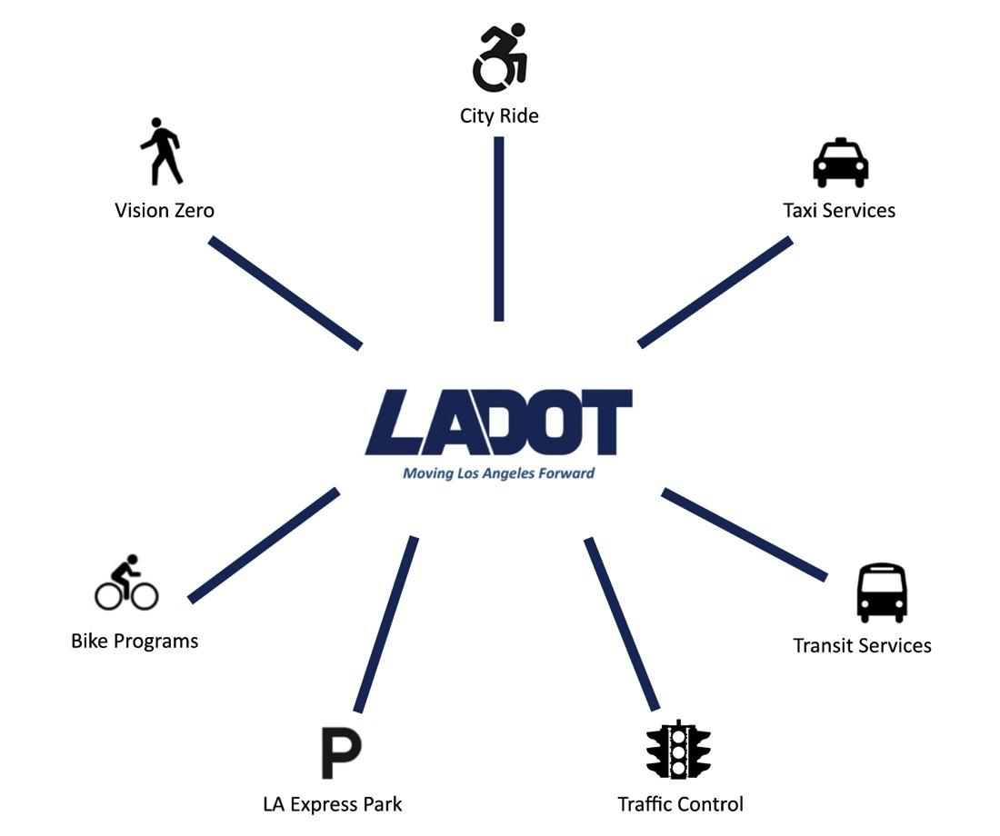 City Ride
Vision Zero
Taxi Services
LADOT
Moving Los Angeles Forward
Bike Programs
Transit Services
P
LA Express Park
Traffic Control